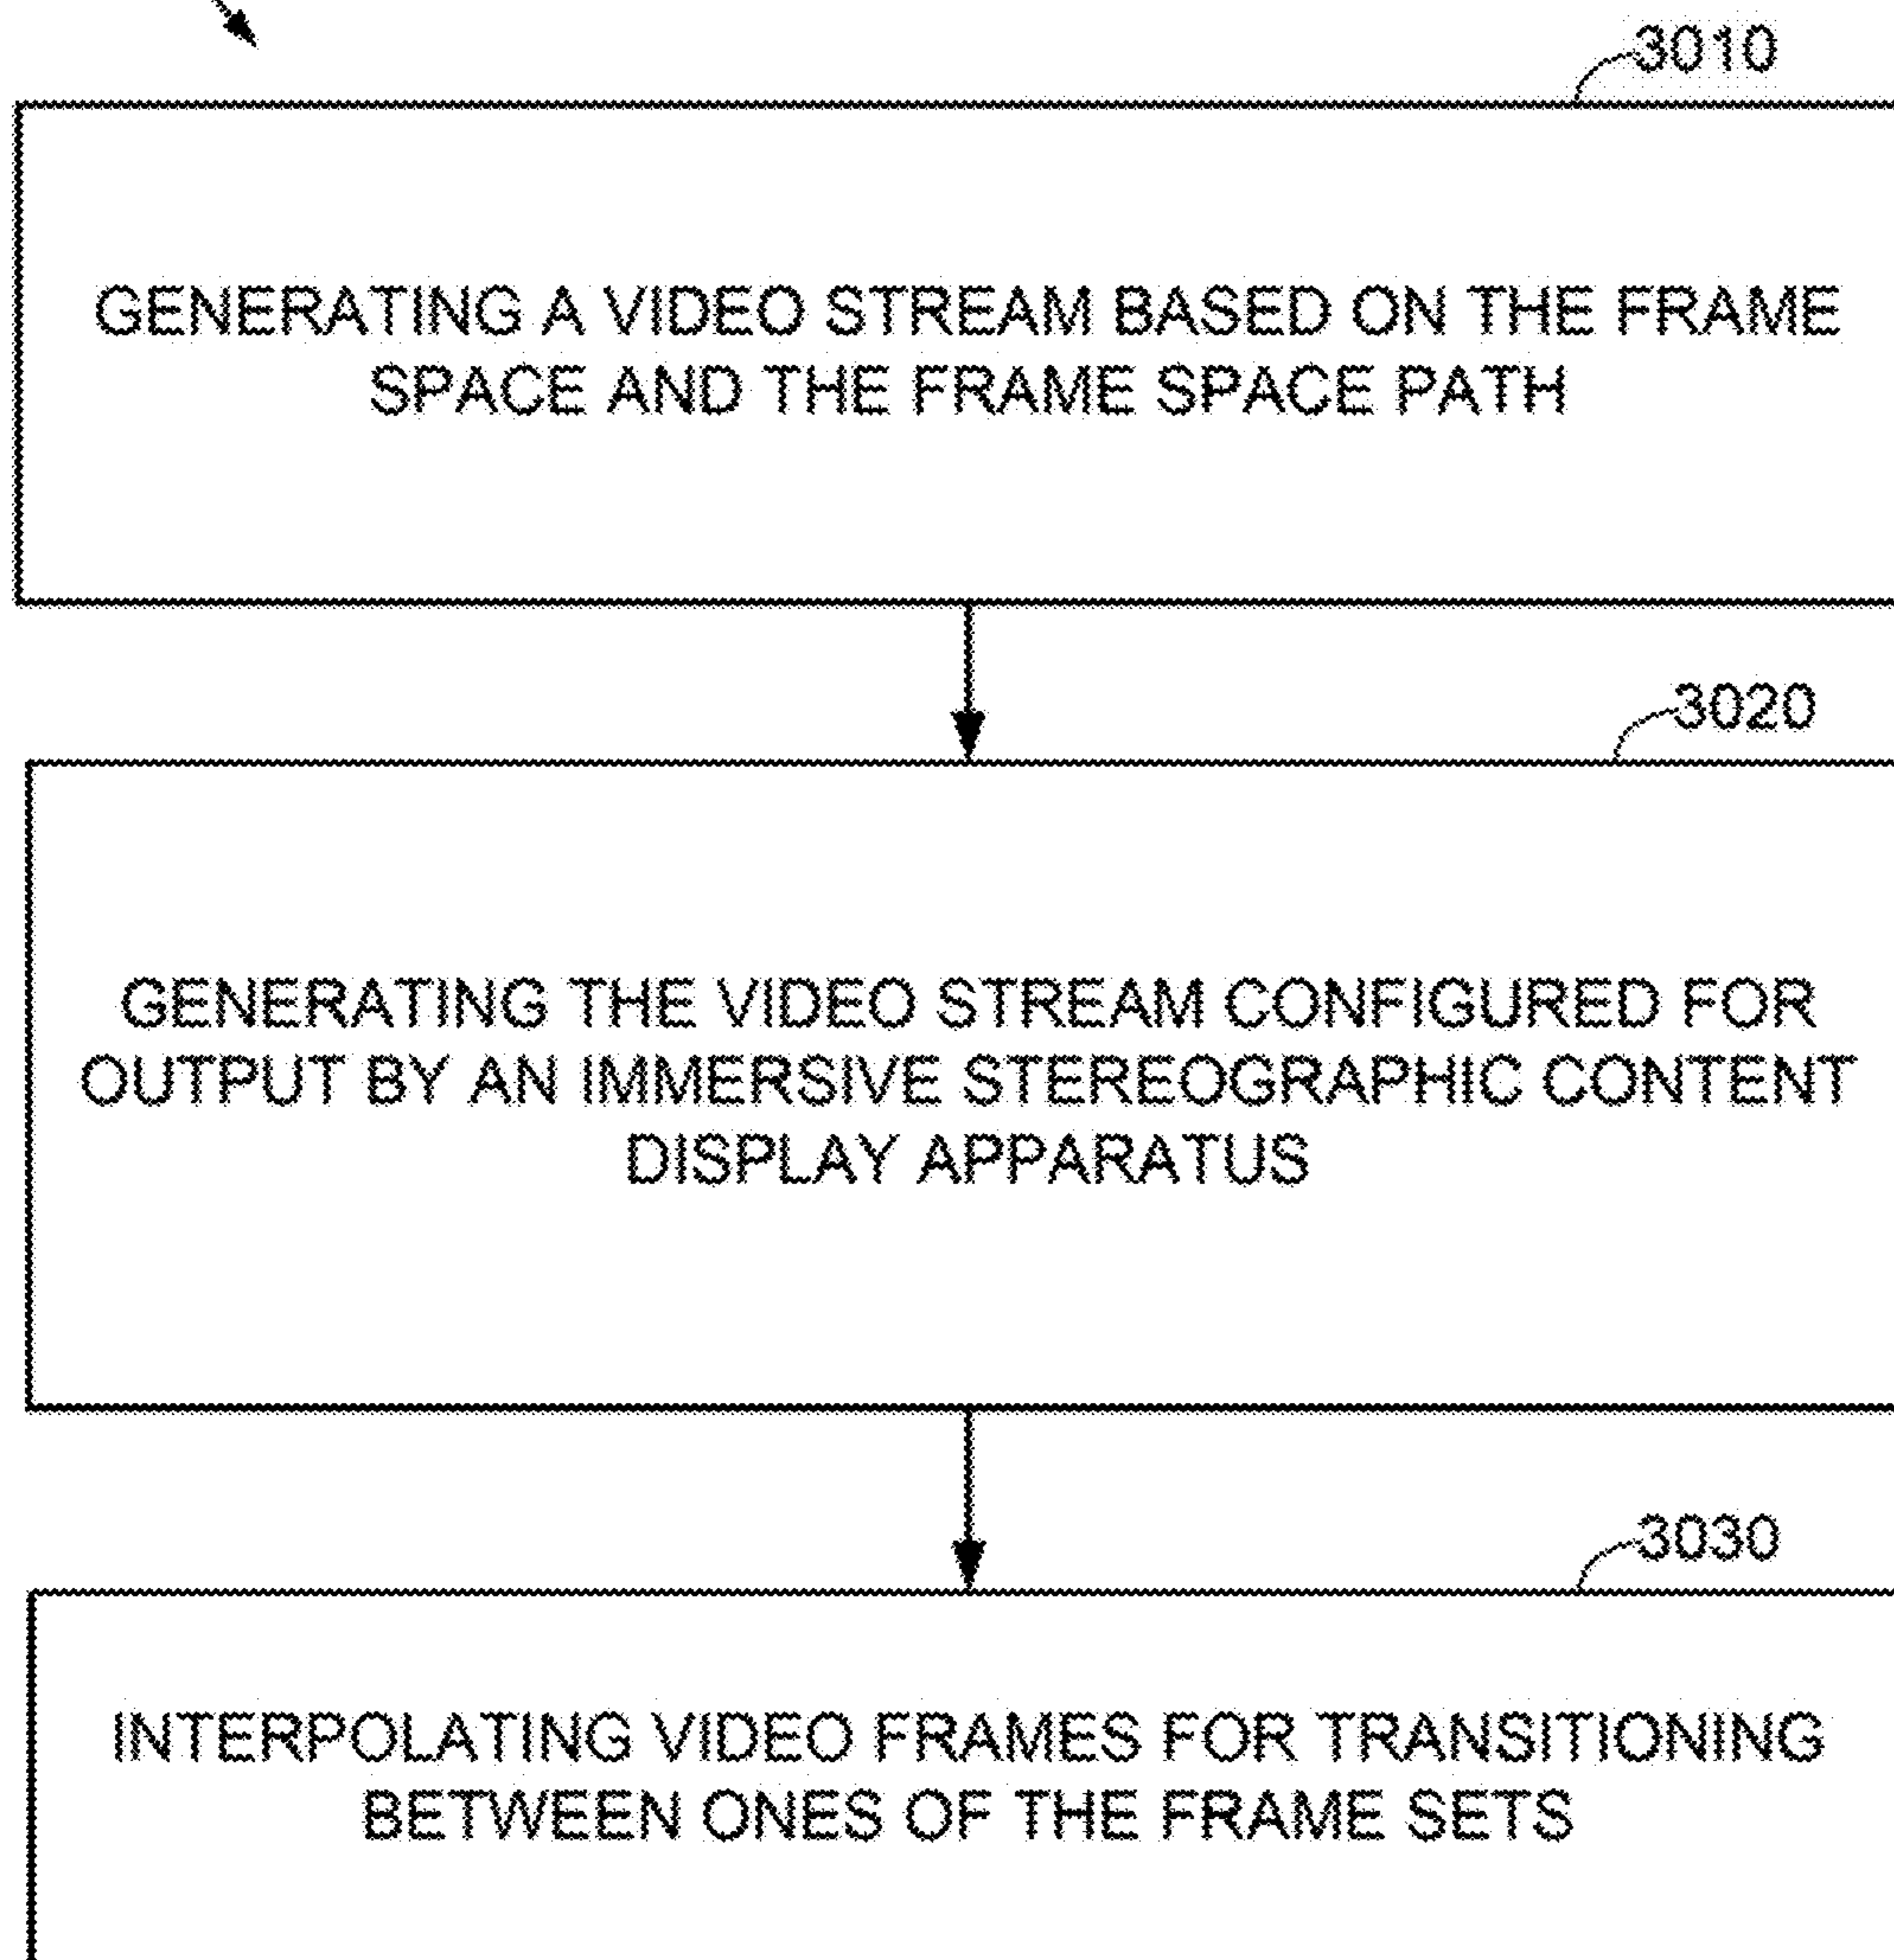 3010
GENERATING A VIDEO STREAM BASED ON THE FRAME
SPACE AND THE FRAME SPACE PATH
3020
GENERATING THE VIDEO STREAM CONFIGURED FOR
OUTPUT BY AN IMMERSIVE STEREOGRAPHIC CONTENT
DISPLAY APPARATUS
3030
INTERPOLATING VIDEO FRAMES FOR TRANSITIONING
BETWEEN ONES OF THE FRAME SETS